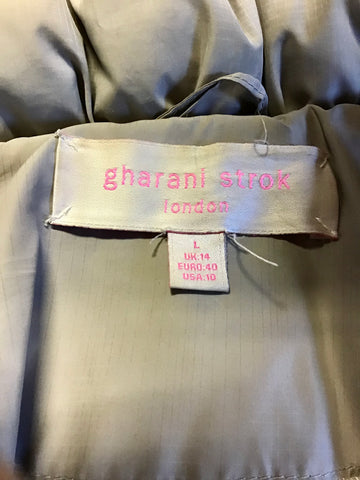 gharani strok
london
L
UK:14
EURO:40
USA:10